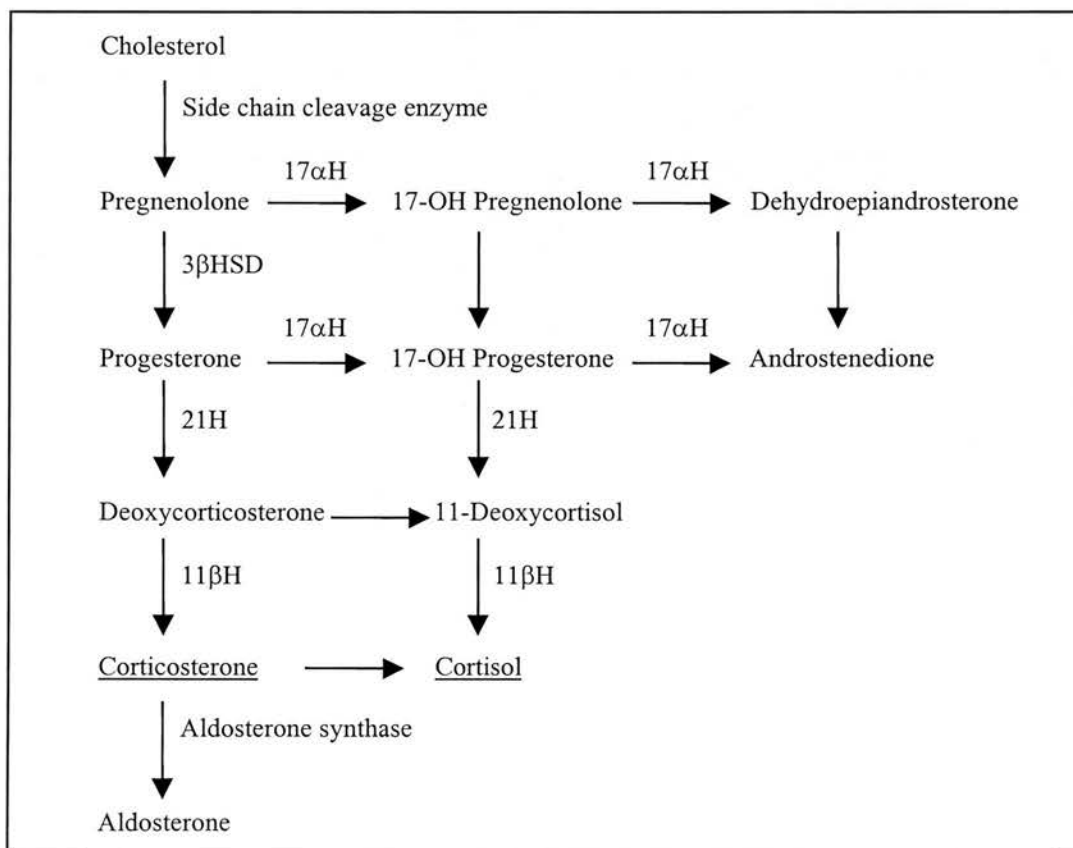 Cholesterol
Side chain cleavage enzyme
17αH 17αH
Pregnenolone 17-OH Pregnenolone Dehydroepiandrosterone
3βHSD
17αH 17αH
Progesterone 17-OH Progesterone Androstenedione
21H 21H
Deoxycorticosterone 11-Deoxycortisol
11βH 11βH
Corticosterone Cortisol
Aldosterone synthase
Aldosterone